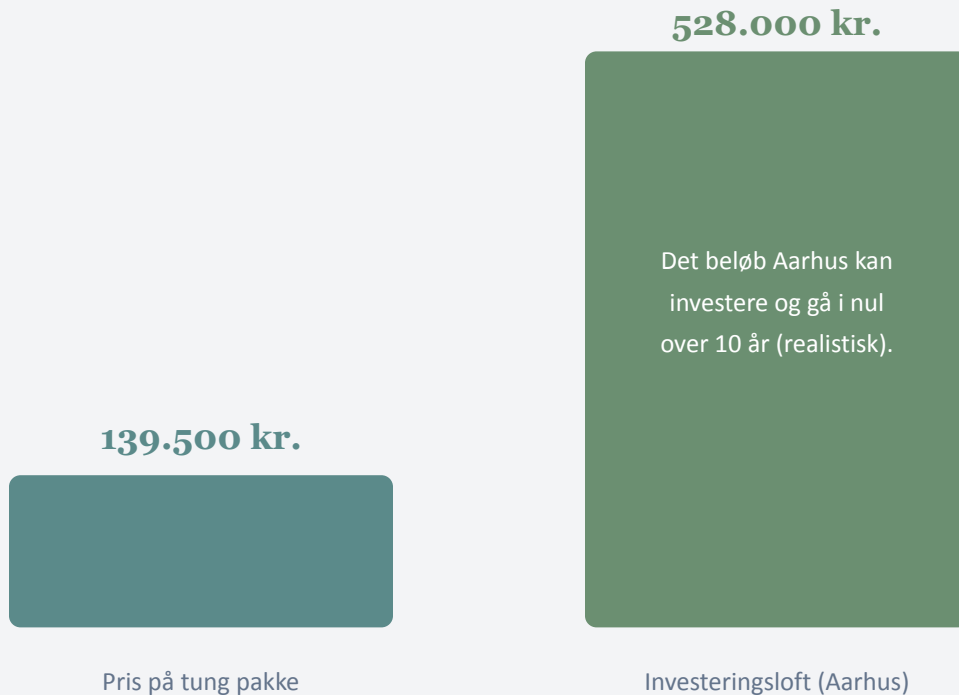 528.000 kr.
Det beløb Aarhus kan
investere og gå i nul
over 10 år (realistisk).
139.500 kr.
Pris på tung pakke
Investeringsloft (Aarhus)